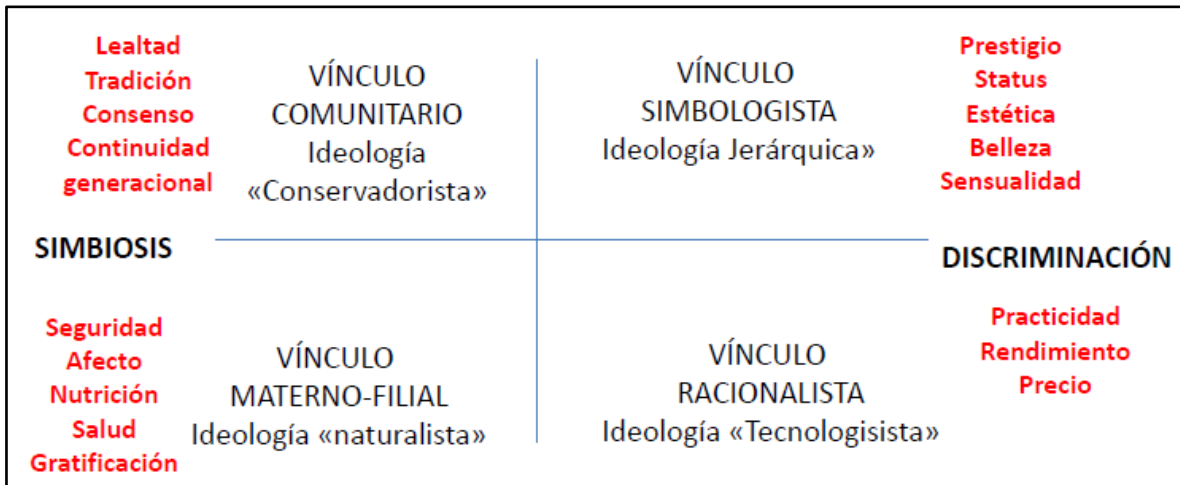 Lealtad
Tradición
Consenso
Continuidad
generacional
VÍNCULO
COMUNITARIO
Ideología
«Conservadorista»
VÍNCULO
SIMBOLOGISTA
Ideología Jerárquica»
Prestigio
Status
Estética
Belleza
Sensualidad
SIMBIOSIS
DISCRIMINACIÓN
Seguridad
Afecto
Nutrición
Salud
Gratificación
VÍNCULO
MATERNO-FILIAL
Ideología «naturalista»
VÍNCULO
RACIONALISTA
Ideología «Tecnologisista»
Practicidad
Rendimiento
Precio